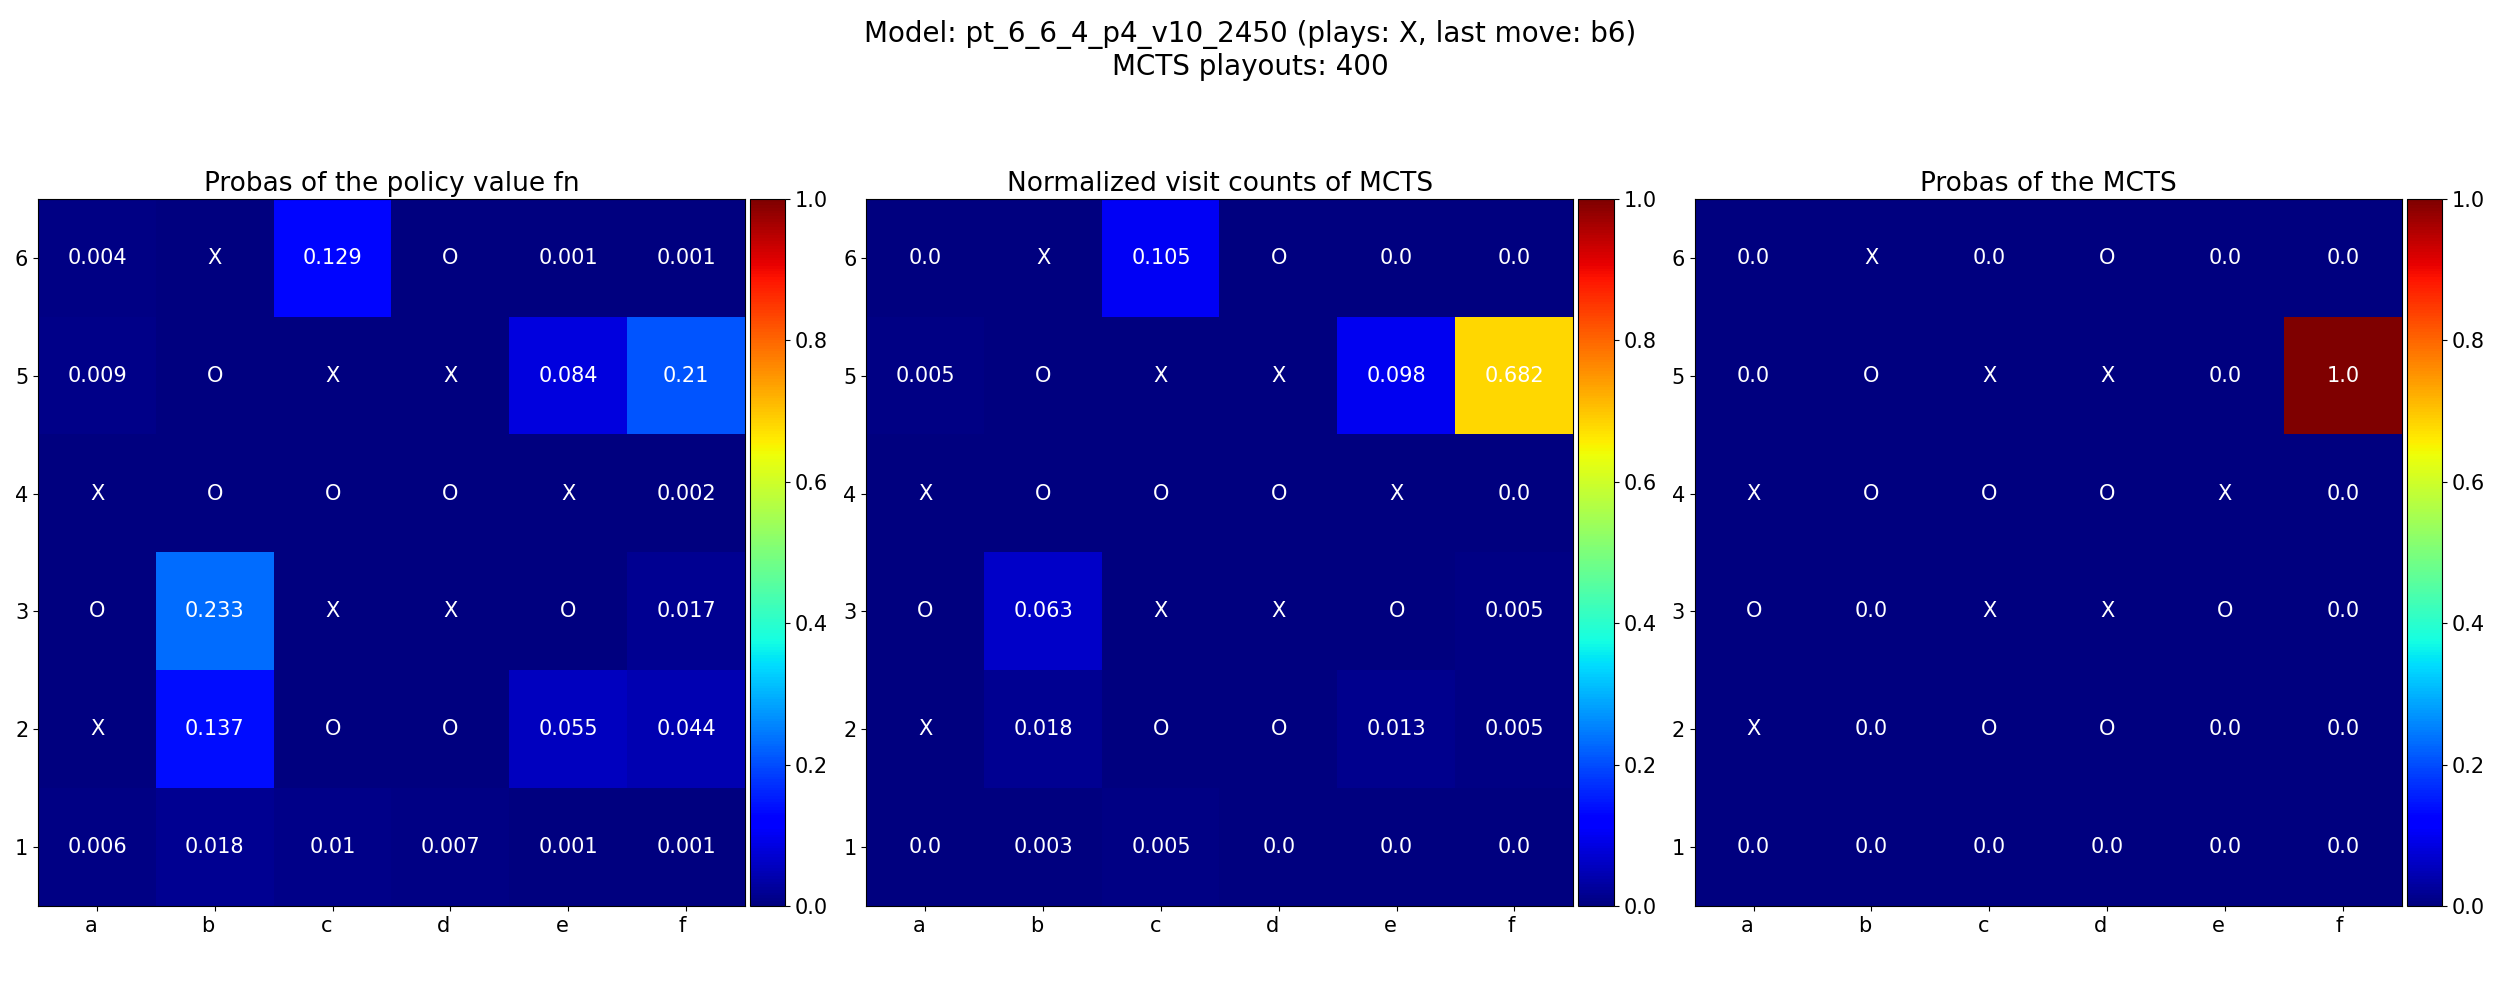 Model: pt_6_6_4_p4_v10_2450 (plays: X, last move: b6)
MCTS playouts: 400
Probas of the policy value fn
6 0.004 X 0.129 O 0.001 0.001
5 0.009 O X X 0.084 0.21
4 X O O O X 0.002
3 O 0.233 X X O 0.017
2 X 0.137 O O 0.055 0.044
1 0.006 0.018 0.01 0.007 0.001 0.001
a b c d e f
1.0
0.8
0.6
0.4
0.2
0.0
Normalized visit counts of MCTS
6 0.0 X 0.105 O 0.0 0.0
5 0.005 O X X 0.098 0.682
4 X O O O X 0.0
3 O 0.063 X X O 0.005
2 X 0.018 O O 0.013 0.005
1 0.0 0.003 0.005 0.0 0.0 0.0
a b c d e f
1.0
0.8
0.6
0.4
0.2
0.0
Probas of the MCTS
6 0.0 X 0.0 O 0.0 0.0
5 0.0 O X X 0.0 1.0
4 X O O O X 0.0
3 O 0.0 X X O 0.0
2 X 0.0 O O 0.0 0.0
1 0.0 0.0 0.0 0.0 0.0 0.0
a b c d e f
1.0
0.8
0.6
0.4
0.2
0.0